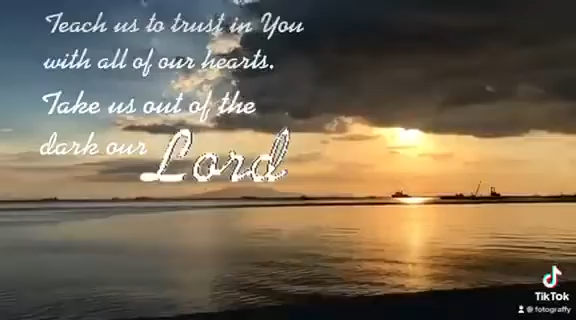 Teach us to trust in You
with all of our hearts.
Take us out of the
dark our Lord
TikTok
@ fotograffy